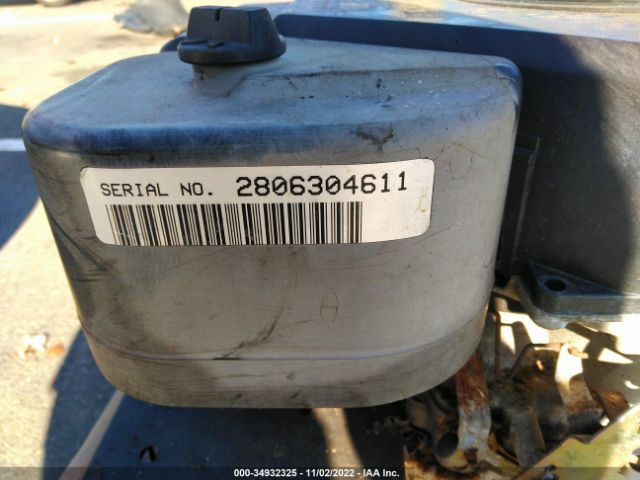 SERIAL NO. 2806304611
000-34932325 - 11/02/2022 - IAA Inc.